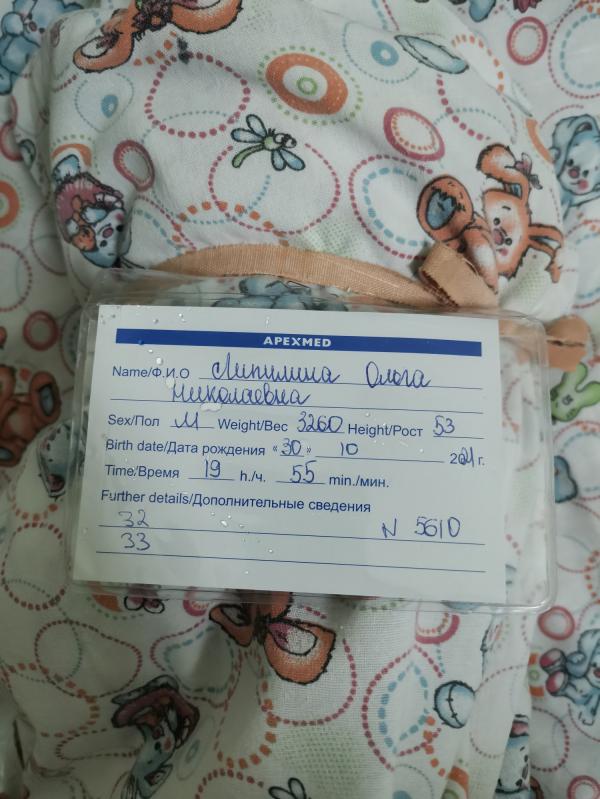 APEXMED
Name/Ф.И.О Липилина Ольга
Николаевна
Sex/Пол М Weight/Вес 3260 Height/Рост 53
Birth date/Дата рождения «30» 10 2021 г.
Time/Время 19 h./ч. 55 min./мин.
Further details/Дополнительные сведения
32 N 5610
33